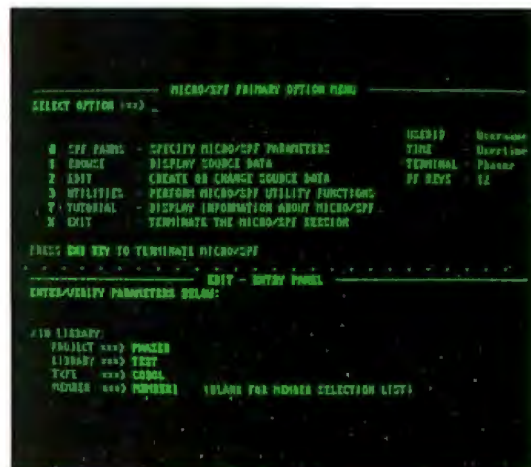 MICRO/SPF PRIMARY OPTION MENU
SELECT OPTION ===> _
USERID - Username
0 SPF PARMS - SPECIFY MICRO/SPF PARAMETERS TIME - Usertime
1 BROWSE - DISPLAY SOURCE DATA TERMINAL - Phaser
2 EDIT - CREATE OR CHANGE SOURCE DATA PF KEYS - 12
3 UTILITIES - PERFORM MICRO/SPF UTILITY FUNCTIONS
T TUTORIAL - DISPLAY INFORMATION ABOUT MICRO/SPF
X EXIT - TERMINATE THE MICRO/SPF SESSION
PRESS END KEY TO TERMINATE MICRO/SPF
EDIT - ENTRY PANEL
ENTER/VERIFY PARAMETERS BELOW:
LIBRARY:
PROJECT ===>
LIBRARY ===> TEST
TYPE ===> COBOL
MEMBER ===> MEMBER1 (BLANK FOR MEMBER SELECTION LIST)